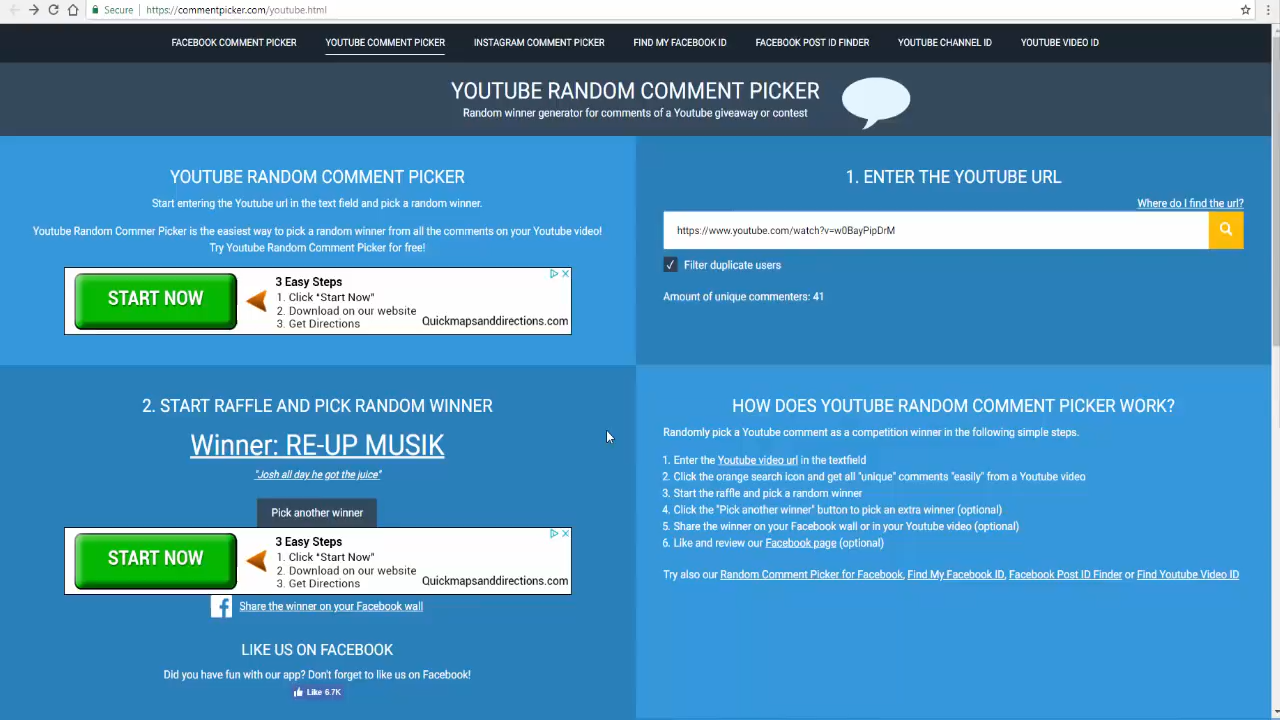 Secure https://commentpicker.com/youtube.html
FACEBOOK COMMENT PICKER YOUTUBE COMMENT PICKER INSTAGRAM COMMENT PICKER FIND MY FACEBOOK ID FACEBOOK POST ID FINDER YOUTUBE CHANNEL ID YOUTUBE VIDEO ID
YOUTUBE RANDOM COMMENT PICKER
Random winner generator for comments of a Youtube giveaway or contest
YOUTUBE RANDOM COMMENT PICKER
Start entering the Youtube url in the text field and pick a random winner.
Youtube Random Commer Picker is the easiest way to pick a random winner from all the comments on your Youtube video!
Try Youtube Random Comment Picker for free!
START NOW
3 Easy Steps
1. Click "Start Now"
2. Download on our website
3. Get Directions
Quickmapsanddirections.com
1. ENTER THE YOUTUBE URL
Where do I find the url?
https://www.youtube.com/watch?v=w0BayPipDrM
Filter duplicate users
Amount of unique commenters: 41
2. START RAFFLE AND PICK RANDOM WINNER
Winner: RE-UP MUSIK
"Josh all day he got the juice"
Pick another winner
START NOW
3 Easy Steps
1. Click "Start Now"
2. Download on our website
3. Get Directions
Quickmapsanddirections.com
Share the winner on your Facebook wall
LIKE US ON FACEBOOK
Did you have fun with our app? Don't forget to like us on Facebook!
Like 6.7K
HOW DOES YOUTUBE RANDOM COMMENT PICKER WORK?
Randomly pick a Youtube comment as a competition winner in the following simple steps.
1. Enter the Youtube video url in the textfield
2. Click the orange search icon and get all "unique" comments "easily" from a Youtube video
3. Start the raffle and pick a random winner
4. Click the "Pick another winner" button to pick an extra winner (optional)
5. Share the winner on your Facebook wall or in your Youtube video (optional)
6. Like and review our Facebook page (optional)
Try also our Random Comment Picker for Facebook, Find My Facebook ID, Facebook Post ID Finder or Find Youtube Video ID